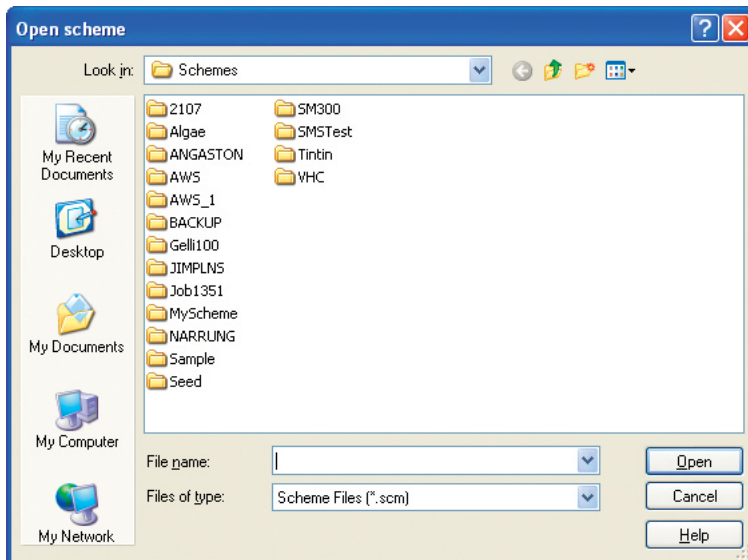 Open scheme
Look in: Schemes
My Recent
Documents
Desktop
My Documents
My Computer
My Network
2107
Algae
ANGASTON
AWS
AWS_1
BACKUP
Gelli100
JIMPLNS
Job1351
MyScheme
NARRUNG
Sample
Seed
SM300
SMSTest
Tintin
VHC
File name:
Open
Files of type: Scheme Files (*.scm)
Cancel
Help